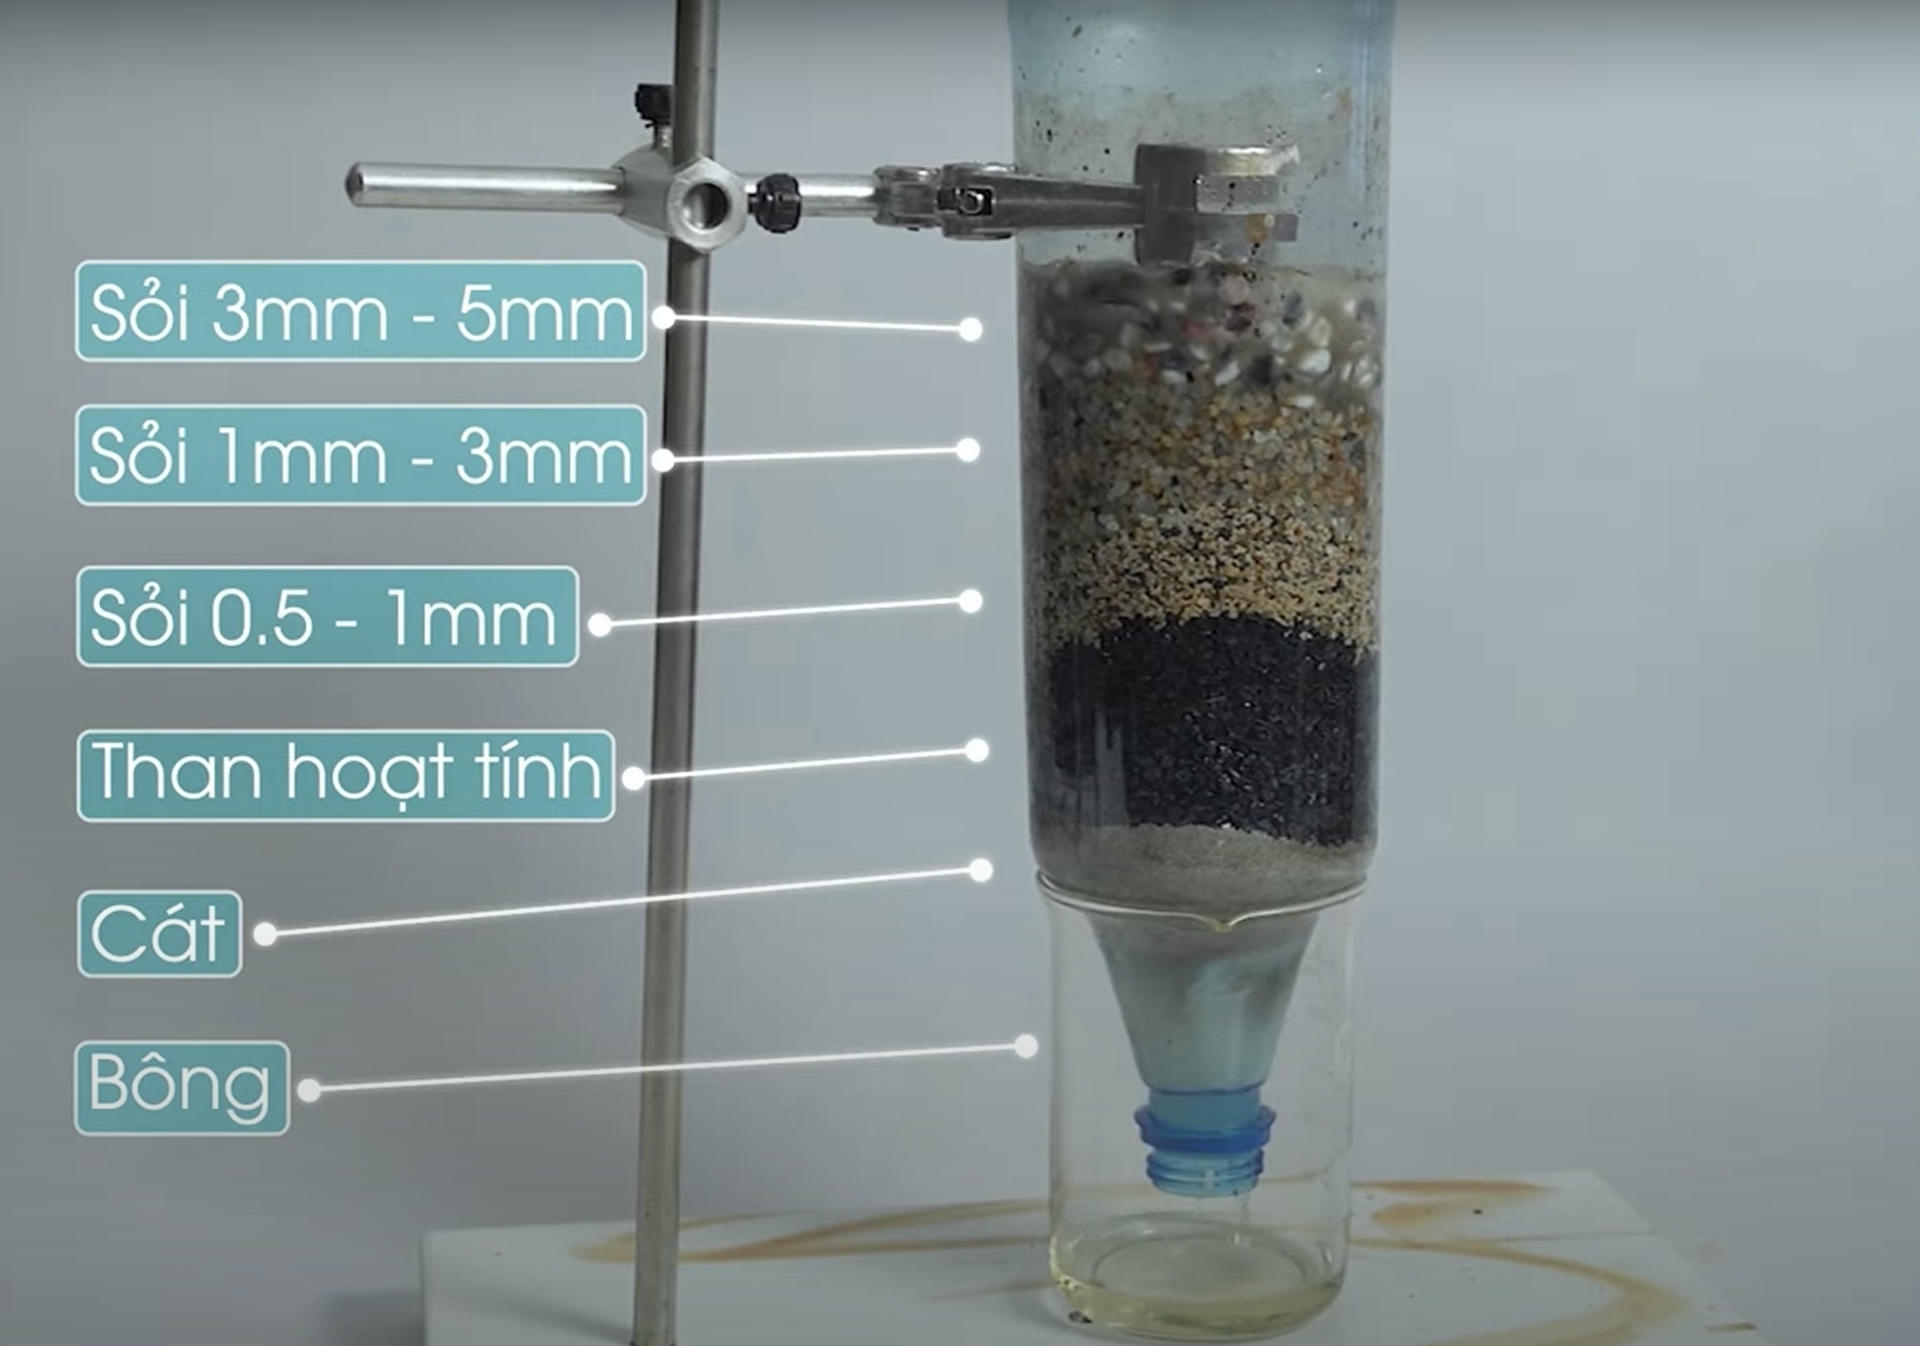 Sỏi 3mm - 5mm
Sỏi 1mm - 3mm
Sỏi 0.5 - 1mm
Than hoạt tính
Cát
Bông